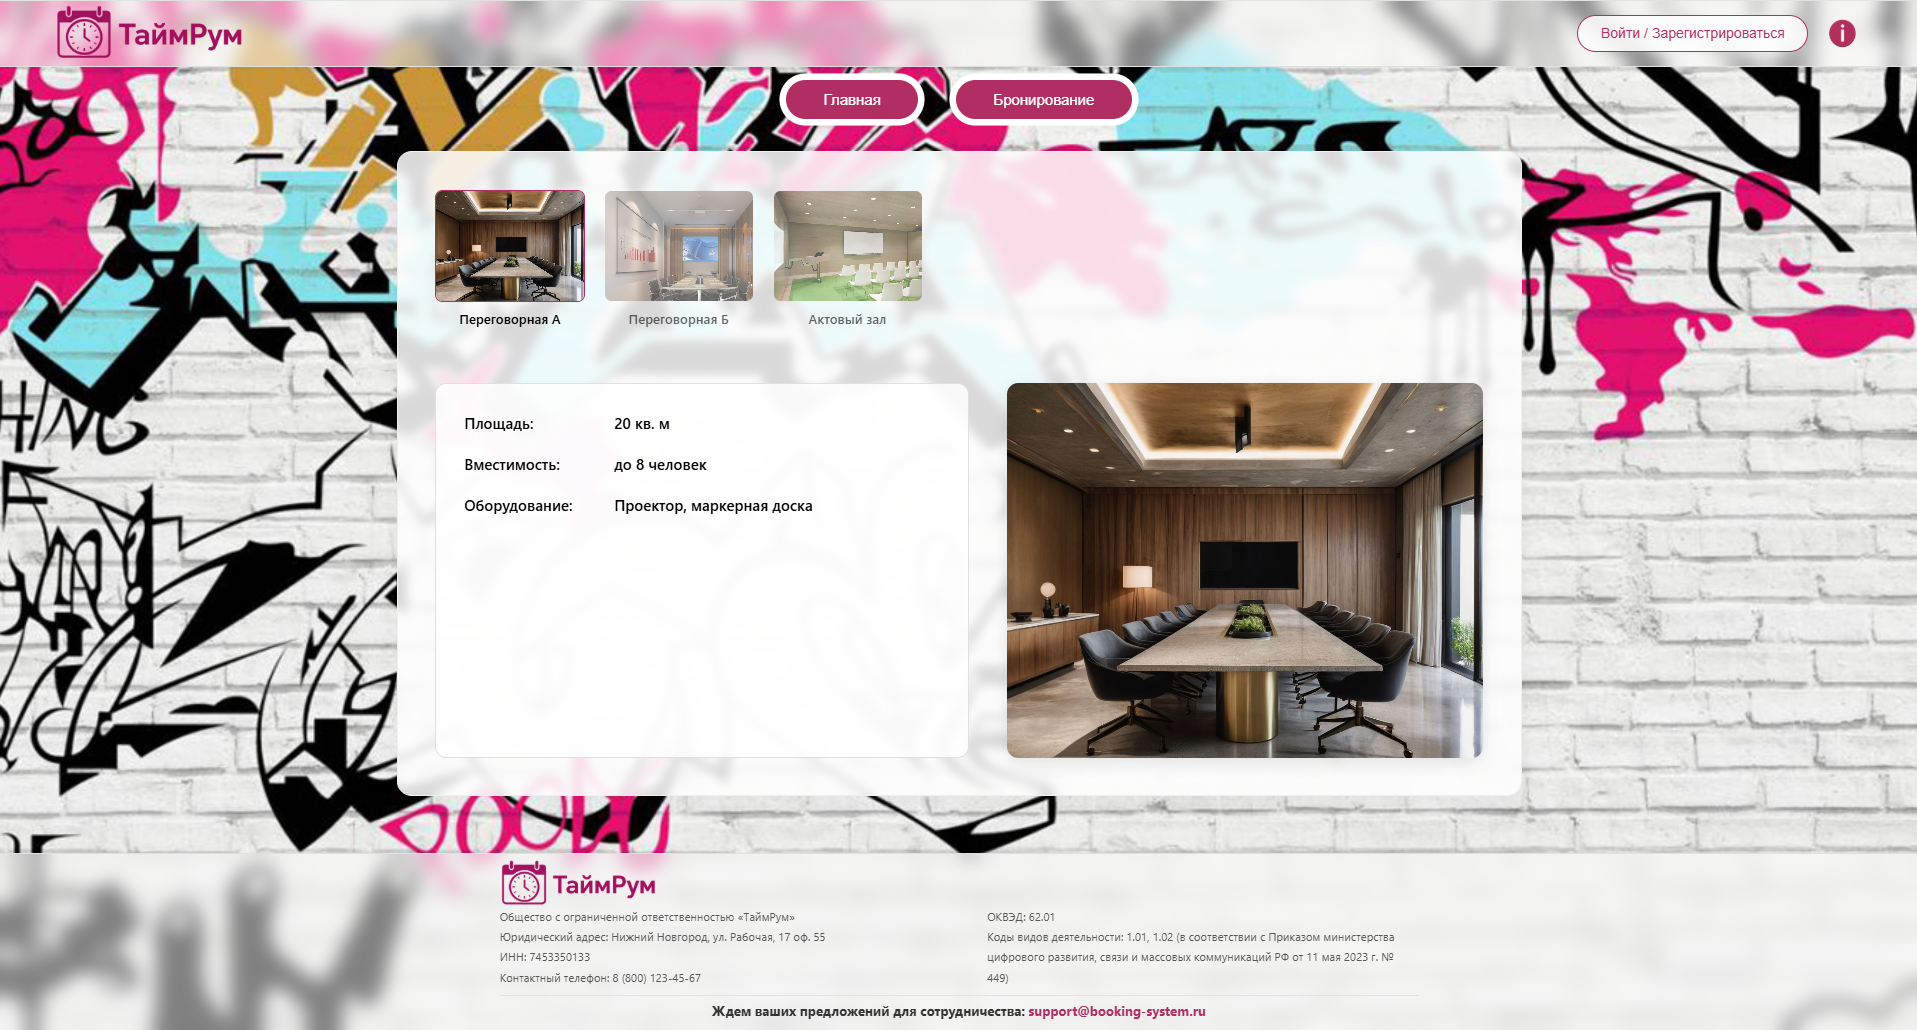 ТаймРум
Войти / Зарегистрироваться
i
Главная
Бронирование
Переговорная А
Переговорная Б
Актовый зал
Площадь: 20 кв. м
Вместимость: до 8 человек
Оборудование: Проектор, маркерная доска
ТаймРум
Общество с ограниченной ответственностью «ТаймРум»
Юридический адрес: Нижний Новгород, ул. Рабочая, 17 оф. 55
ИНН: 7453350133
Контактный телефон: 8 (800) 123-45-67
ОКВЭД: 62.01
Коды видов деятельности: 1.01, 1.02 (в соответствии с Приказом министерства
цифрового развития, связи и массовых коммуникаций РФ от 11 мая 2023 г. №
449)
Ждем ваших предложений для сотрудничества: support@booking-system.ru